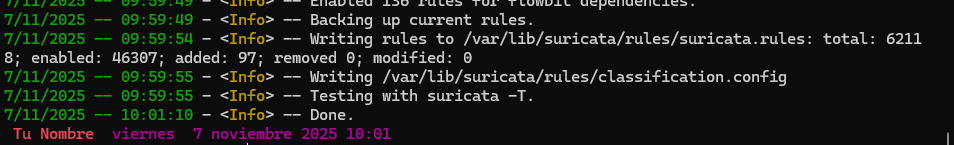 7/11/2025 -- 09:59:49 - <Info> -- Enabled 136 rules for flowbit dependencies.
7/11/2025 -- 09:59:49 - <Info> -- Backing up current rules.
7/11/2025 -- 09:59:54 - <Info> -- Writing rules to /var/lib/suricata/rules/suricata.rules: total: 6211
8; enabled: 46307; added: 97; removed 0; modified: 0
7/11/2025 -- 09:59:55 - <Info> -- Writing /var/lib/suricata/rules/classification.config
7/11/2025 -- 09:59:55 - <Info> -- Testing with suricata -T.
7/11/2025 -- 10:01:10 - <Info> -- Done.
Tu Nombre viernes 7 noviembre 2025 10:01